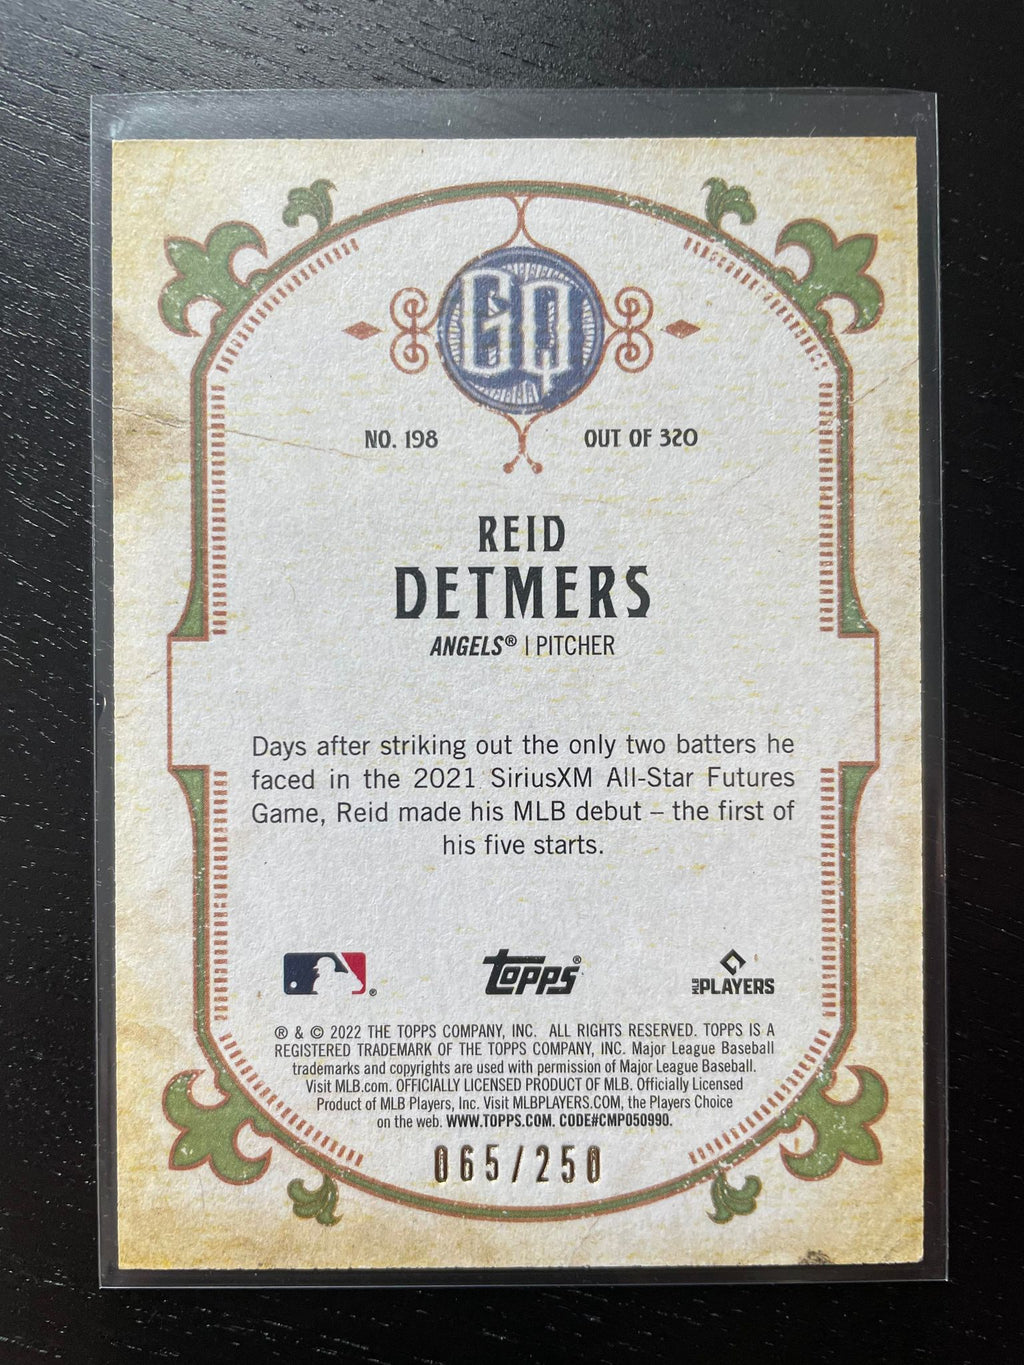 GQ
NO. 198 OUT OF 320
REID
DETMERS
ANGELS® | PITCHER
Days after striking out the only two batters he
faced in the 2021 SiriusXM All-Star Futures
Game, Reid made his MLB debut – the first of
his five starts.
® TOPPS® MLB PLAYERS
® & © 2022 THE TOPPS COMPANY, INC. ALL RIGHTS RESERVED. TOPPS IS A
REGISTERED TRADEMARK OF THE TOPPS COMPANY, INC. Major League Baseball
trademarks and copyrights are used with permission of Major League Baseball.
Visit MLB.com. OFFICIALLY LICENSED PRODUCT OF MLB. Officially Licensed
Product of MLB Players, Inc. Visit MLBPLAYERS.COM, the Players Choice
on the web. WWW.TOPPS.COM. CODE#CMP050990.
065/250